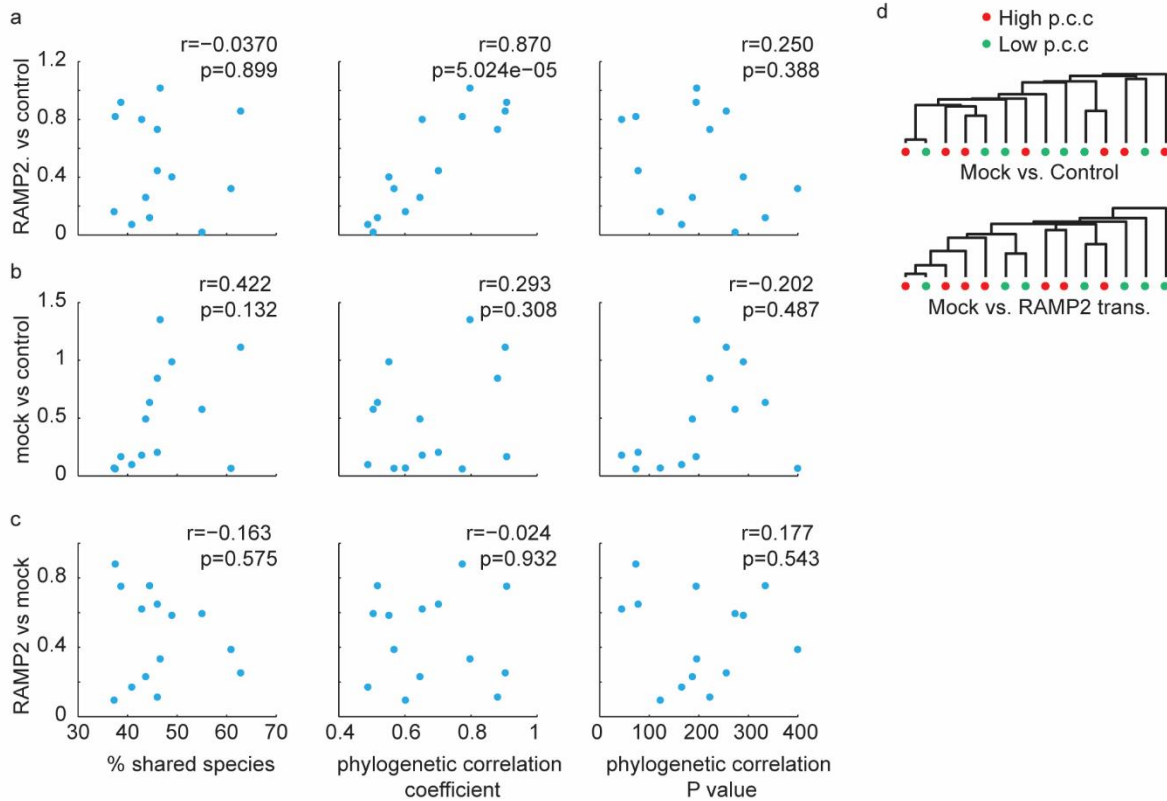 a
r=−0.0370
p=0.899
r=0.870
p=5.024e−05
r=0.250
p=0.388
RAMP2. vs control
1.2
0.8
0.4
0
b
r=0.422
p=0.132
r=0.293
p=0.308
r=−0.202
p=0.487
mock vs control
1.5
1
0.5
0
c
r=−0.163
p=0.575
r=−0.024
p=0.932
r=0.177
p=0.543
RAMP2 vs mock
0.8
0.4
0
30 40 50 60 70
0.4 0.6 0.8 1
0 100 200 300 400
% shared species
phylogenetic correlation
coefficient
phylogenetic correlation
P value
d
High p.c.c
Low p.c.c
Mock vs. Control
Mock vs. RAMP2 trans.